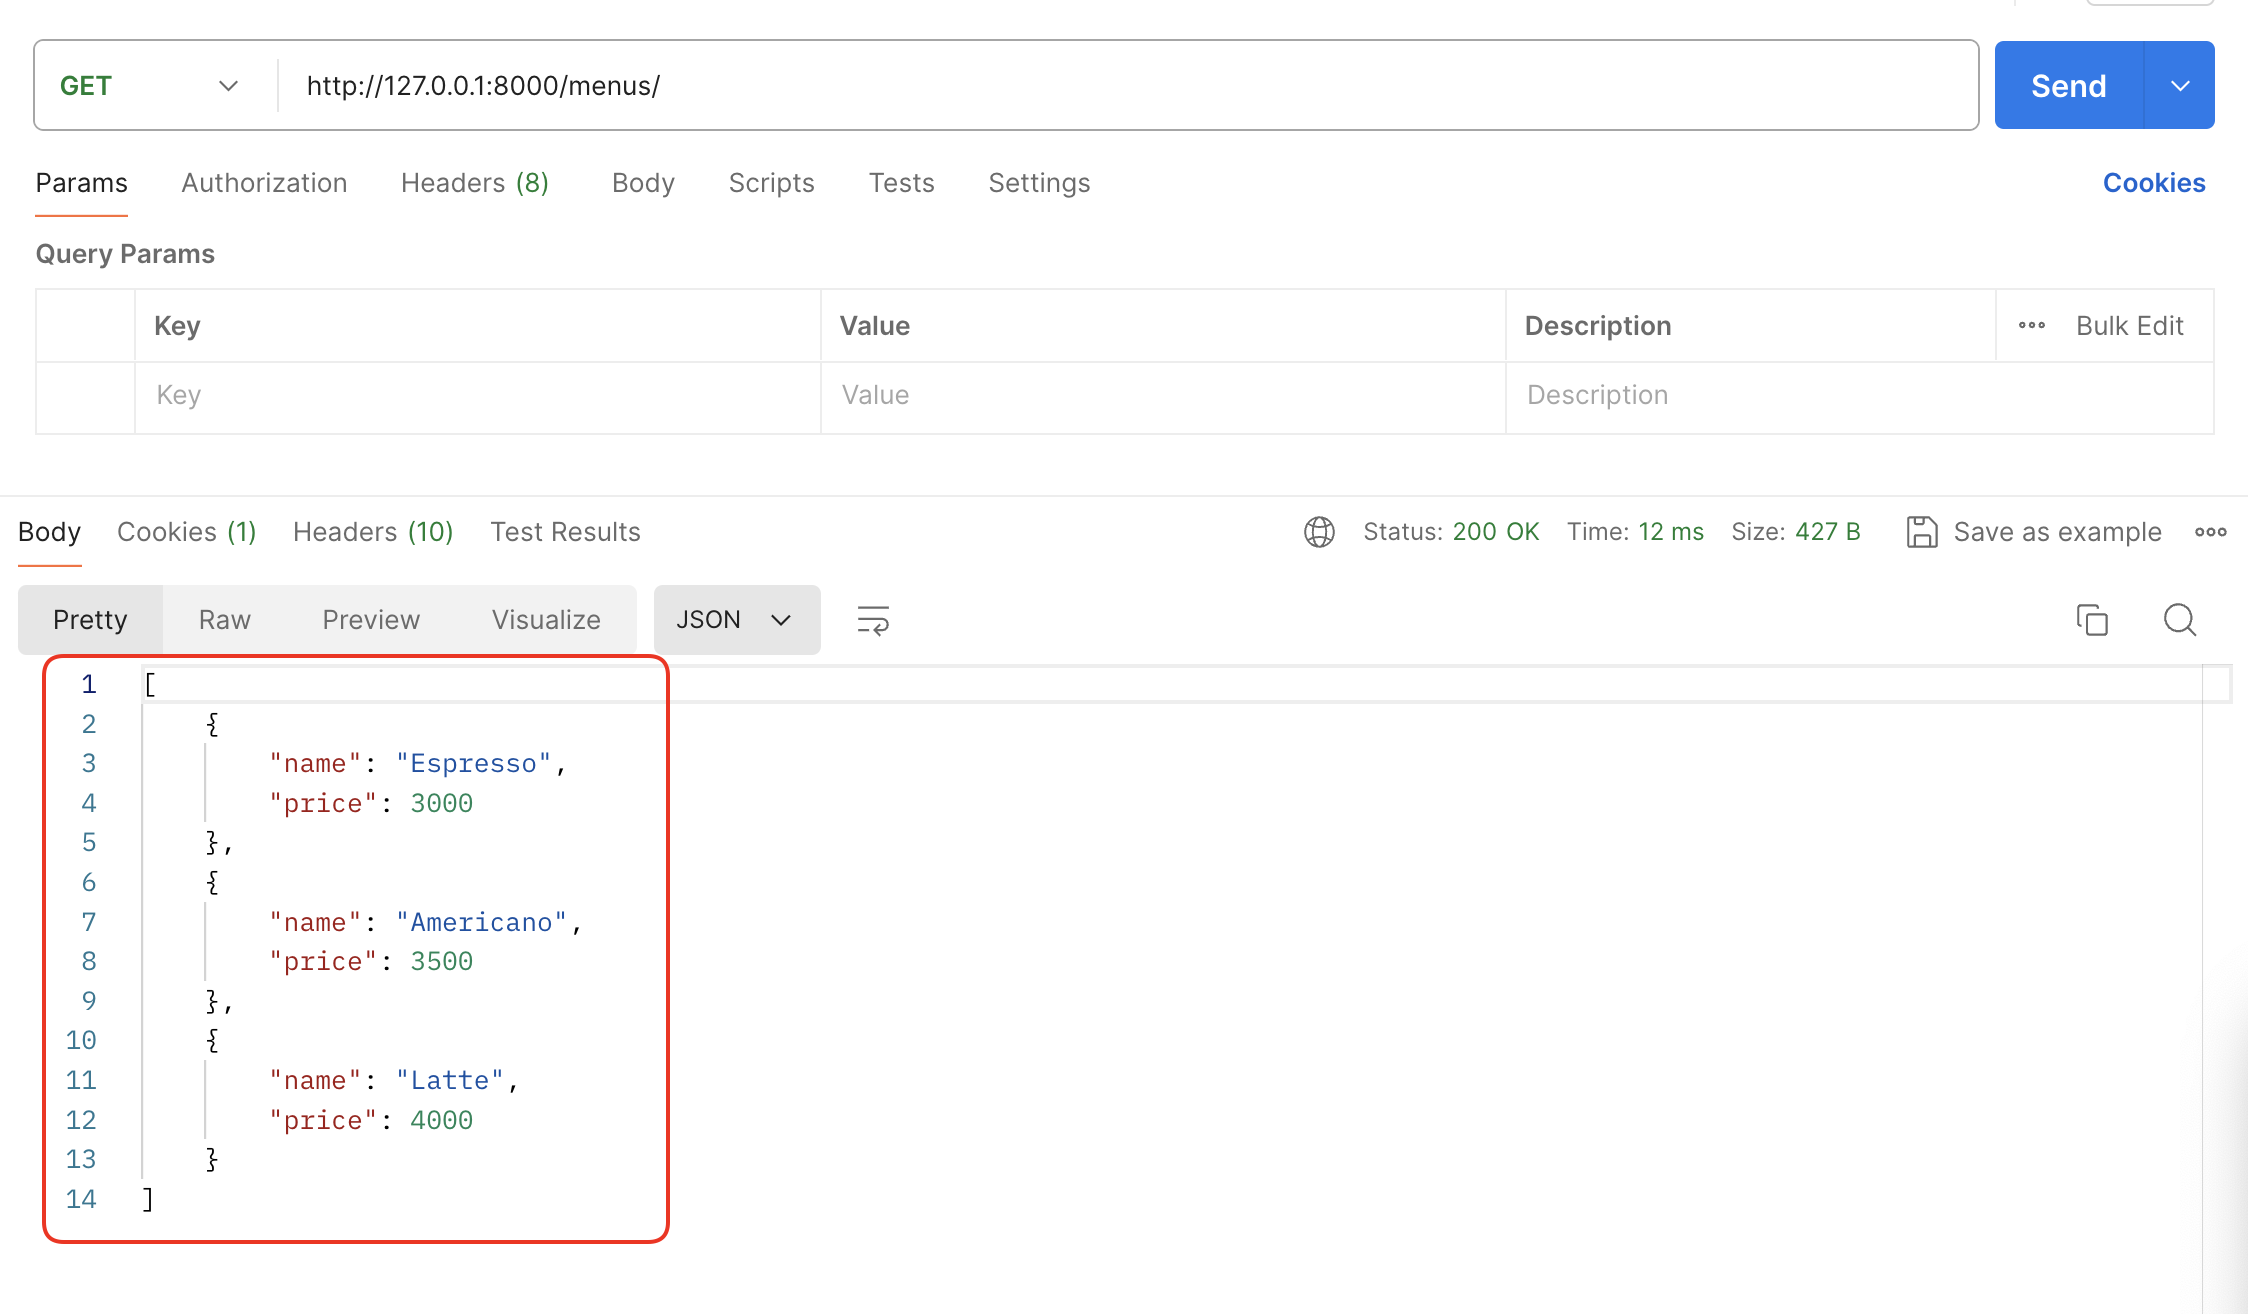 GET http://127.0.0.1:8000/menus/ Send
Params Authorization Headers (8) Body Scripts Tests Settings Cookies
Query Params
Key Value Description Bulk Edit
Key Value Description
Body Cookies (1) Headers (10) Test Results Status: 200 OK Time: 12 ms Size: 427 B Save as example
Pretty Raw Preview Visualize JSON
1 [
2 {
3 "name": "Espresso",
4 "price": 3000
5 },
6 {
7 "name": "Americano",
8 "price": 3500
9 },
10 {
11 "name": "Latte",
12 "price": 4000
13 }
14 ]